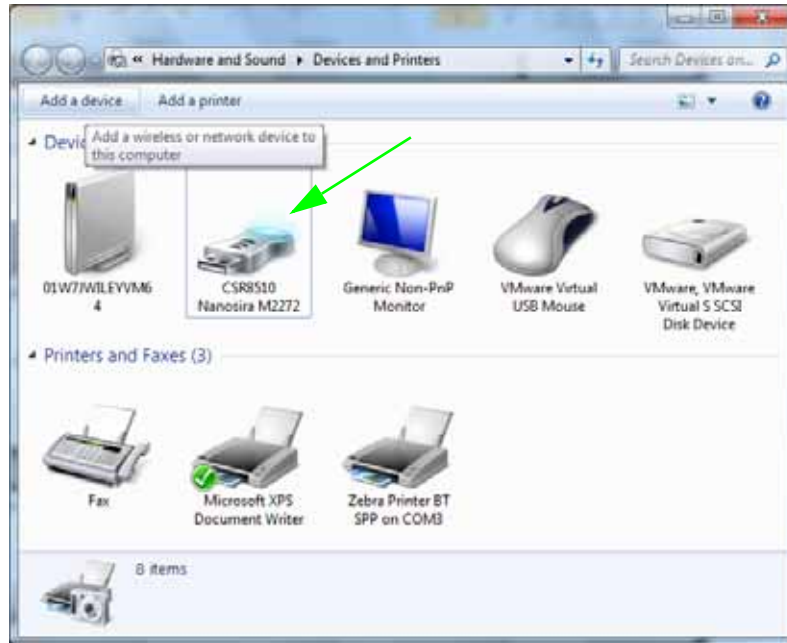 « Hardware and Sound ▸ Devices and Printers
Search Devices an...
Add a device
Add a printer
Add a wireless or network device to
this computer
Devic
01W7JWILEYVM6
4
CSR8510
Nanosira M2272
Generic Non-PnP
Monitor
VMware Virtual
USB Mouse
VMware, VMware
Virtual S SCSI
Disk Device
Printers and Faxes (3)
Fax
Microsoft XPS
Document Writer
Zebra Printer BT
SPP on COM3
8 items